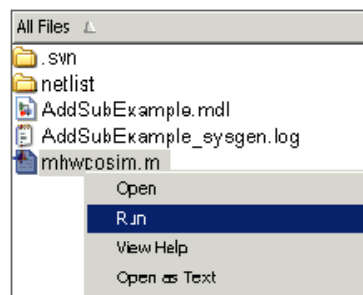 All Files
.svn
netlist
AddSubExample.mdl
AddSubExample_sysgen.log
mhwcosim.m
Open
Run
View Help
Open as Text